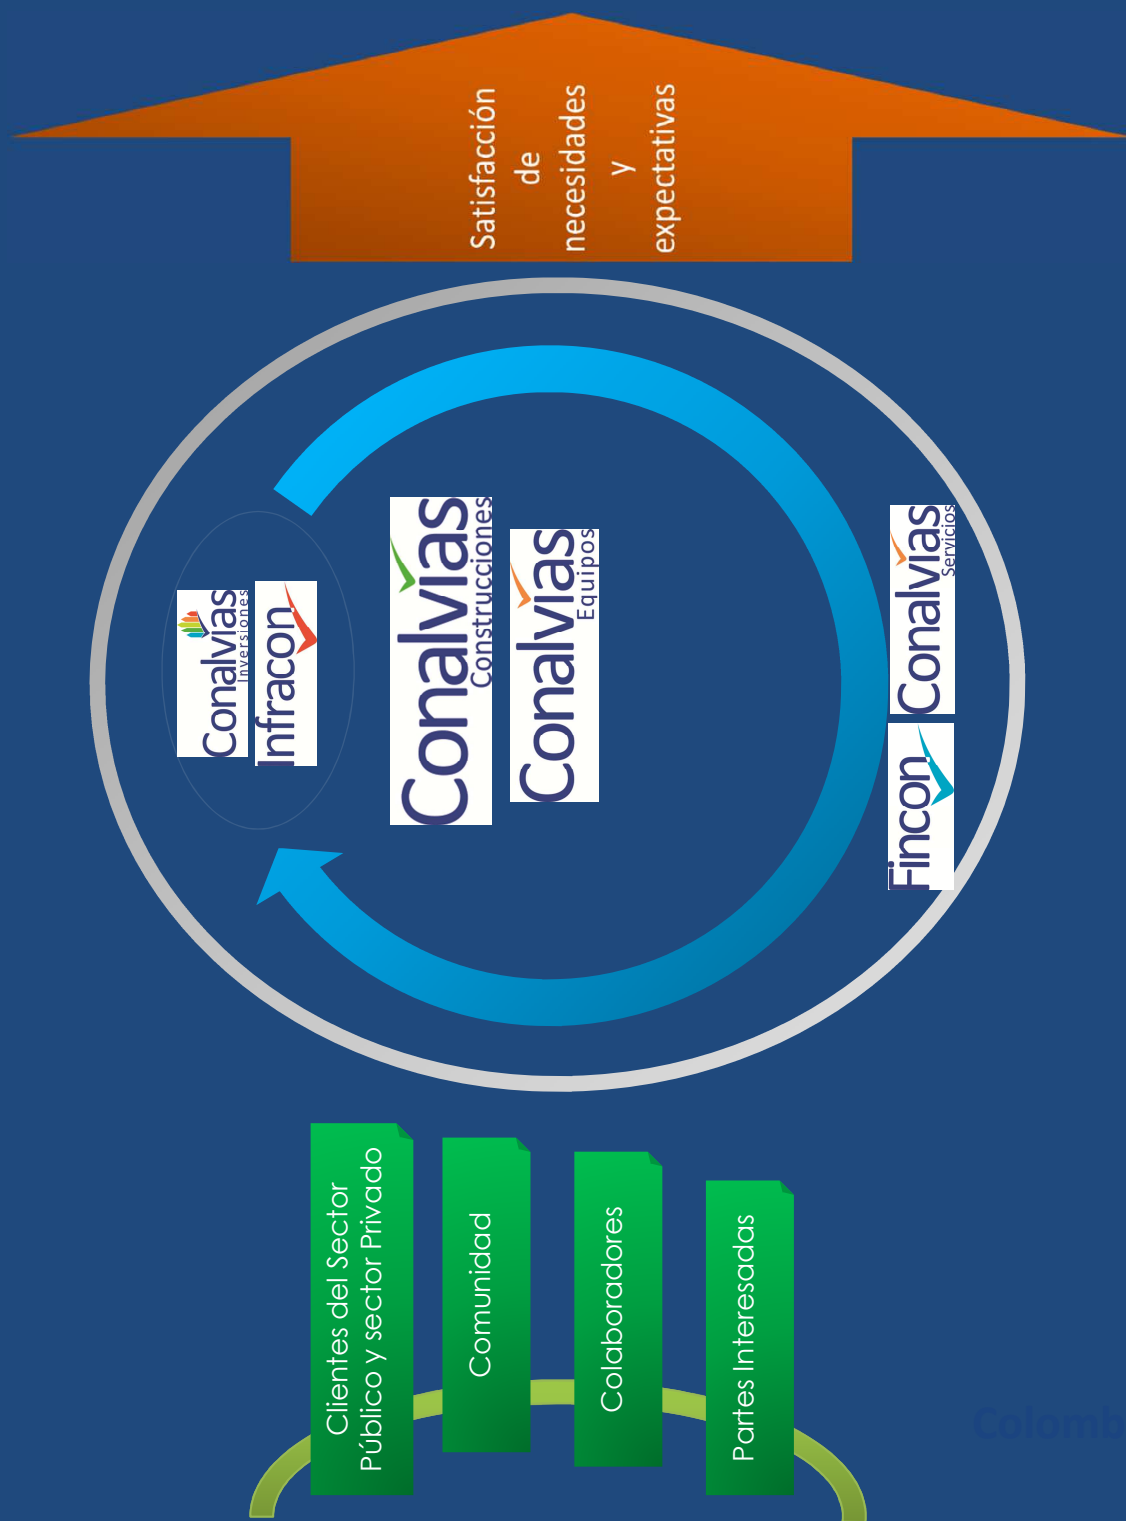 Clientes del Sector
Público y sector Privado
Comunidad
Colaboradores
Partes Interesadas
Conalvias
Inversiones
Infracon
Conalvias
Construcciones
Conalvias
Equipos
Fincon
Conalvias
Servicios
Satisfacción
de
necesidades
y
expectativas
Colomb